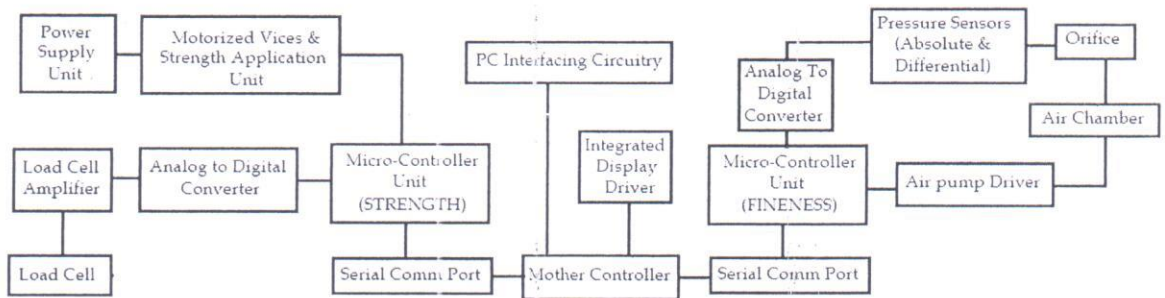 Power
Supply
Unit
Motorized Vices &
Strength Application
Unit
PC Interfacing Circuitry
Pressure Sensors
(Absolute &
Differential)
Orifice
Analog To
Digital
Converter
Air Chamber
Load Cell
Amplifier
Analog to Digital
Converter
Micro-Controller
Unit
(STRENGTH)
Integrated
Display
Driver
Micro-Controller
Unit
(FINENESS)
Air pump Driver
Load Cell
Serial Comm Port
Mother Controller
Serial Comm Port